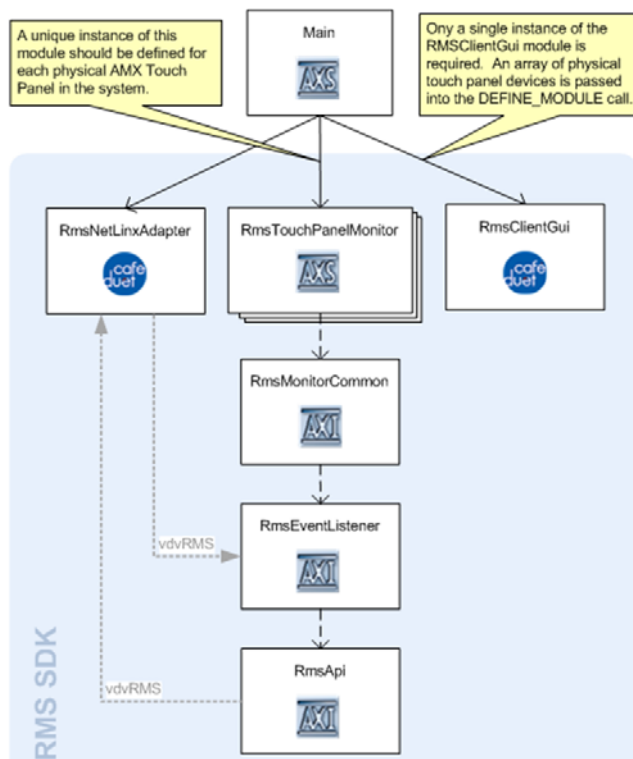 A unique instance of this
module should be defined for
each physical AMX Touch
Panel in the system.
Main
AXS
Ony a single instance of the
RMSClientGui module is
required. An array of physical
touch panel devices is passed
into the DEFINE_MODULE call.
RmsNetLinxAdapter
cafe
duet
RmsTouchPanelMonitor
AXS
RmsClientGui
cafe
duet
RmsMonitorCommon
AXI
vdvRMS
RmsEventListener
AXI
vdvRMS
RmsApi
AXI
RMS SDK